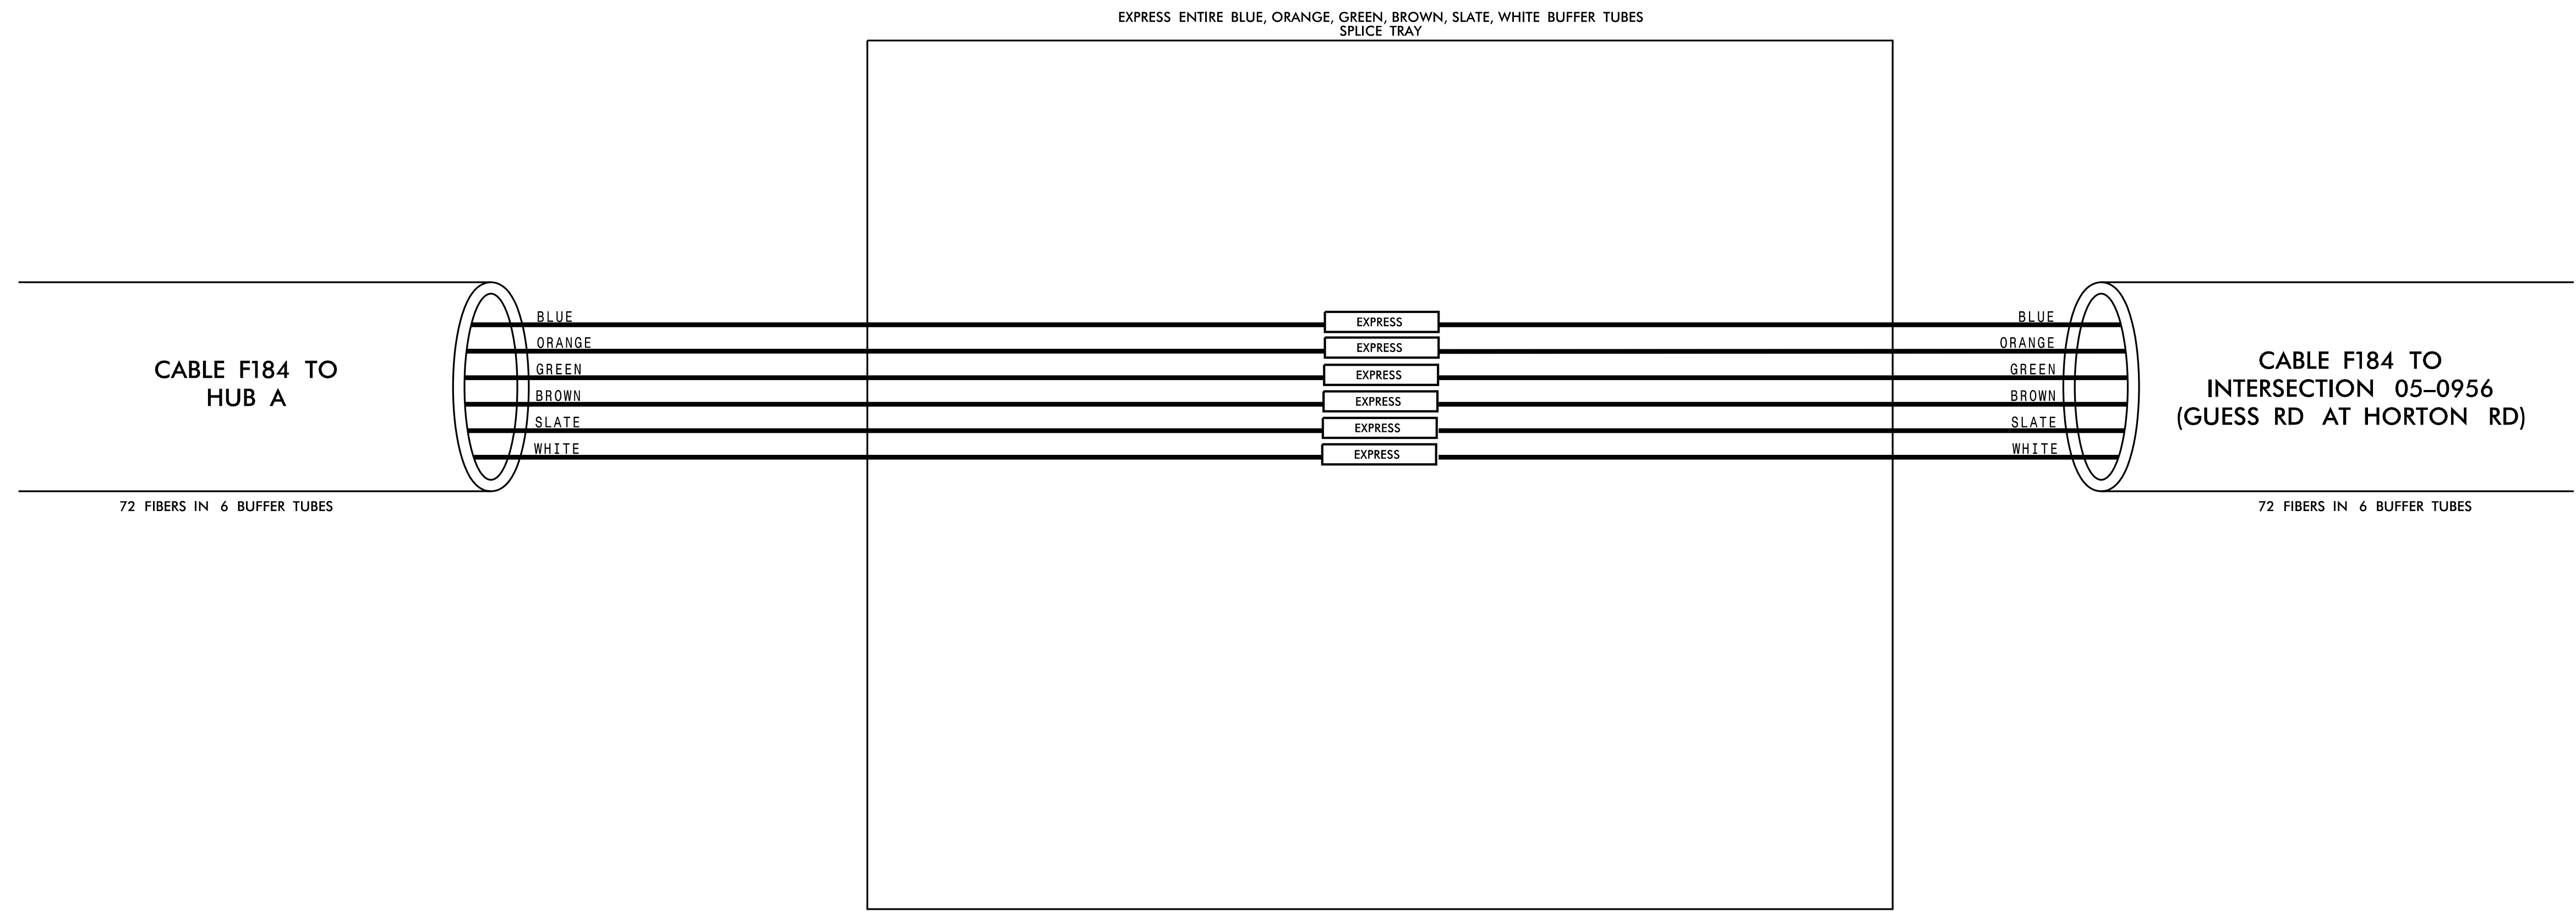 EXPRESS ENTIRE BLUE, ORANGE, GREEN, BROWN, SLATE, WHITE BUFFER TUBES
SPLICE TRAY
CABLE F184 TO
HUB A
72 FIBERS IN 6 BUFFER TUBES
BLUE
ORANGE
GREEN
BROWN
SLATE
WHITE
EXPRESS
EXPRESS
EXPRESS
EXPRESS
EXPRESS
EXPRESS
BLUE
ORANGE
GREEN
BROWN
SLATE
WHITE
CABLE F184 TO
INTERSECTION 05–0956
(GUESS RD AT HORTON RD)
72 FIBERS IN 6 BUFFER TUBES